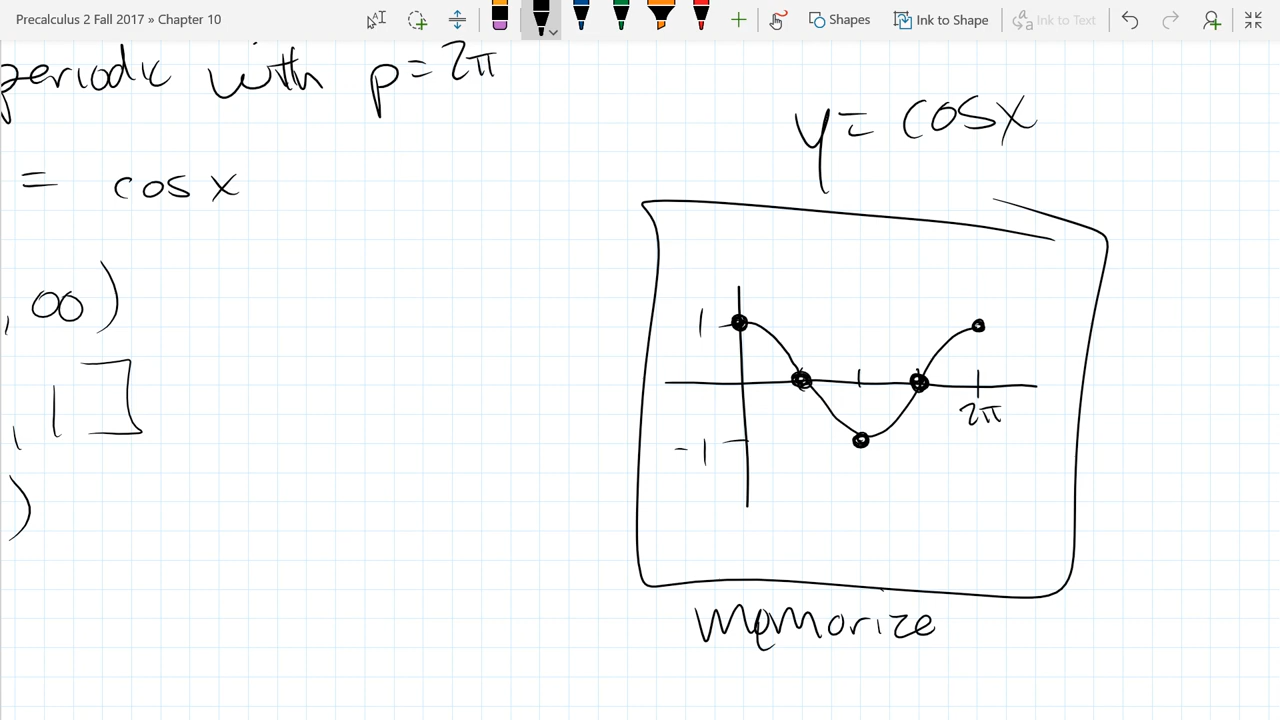 Precalculus 2 Fall 2017 » Chapter 10
Shapes
Ink to Shape
Ink to Text
periodic with p = 2π
= cos x
, ∞)
, 1]
)
y = cos x
1
-1
2π
memorize